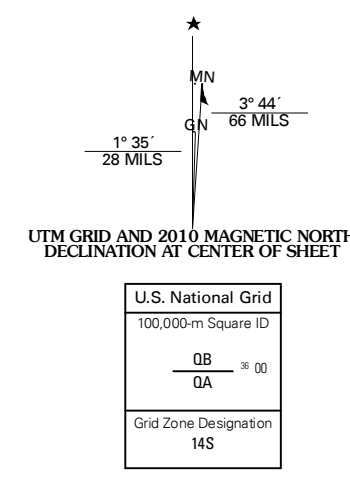 MN
3° 44´
66 MILS
GN
1° 35´
28 MILS
UTM GRID AND 2010 MAGNETIC NORTH
DECLINATION AT CENTER OF SHEET
U.S. National Grid
100,000-m Square ID
QB
36 00
QA
Grid Zone Designation
14S